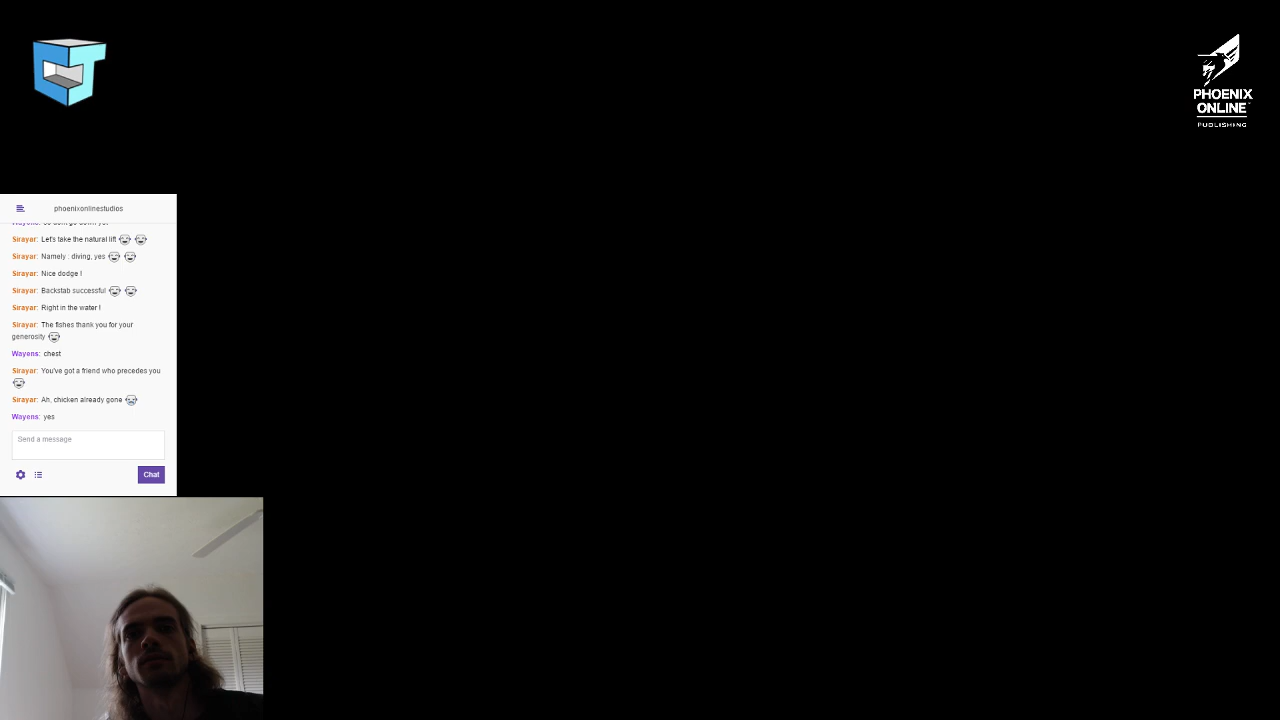 PHOENIX
ONLINE™
PUBLISHING
phoenixonlinestudios
Sirayar: Let's take the natural lift
Sirayar: Namely : diving, yes
Sirayar: Nice dodge !
Sirayar: Backstab successful
Sirayar: Right in the water !
Sirayar: The fishes thank you for your
generosity
Wayens: chest
Sirayar: You've got a friend who precedes you
Sirayar: Ah, chicken already gone
Wayens: yes
Send a message
Chat